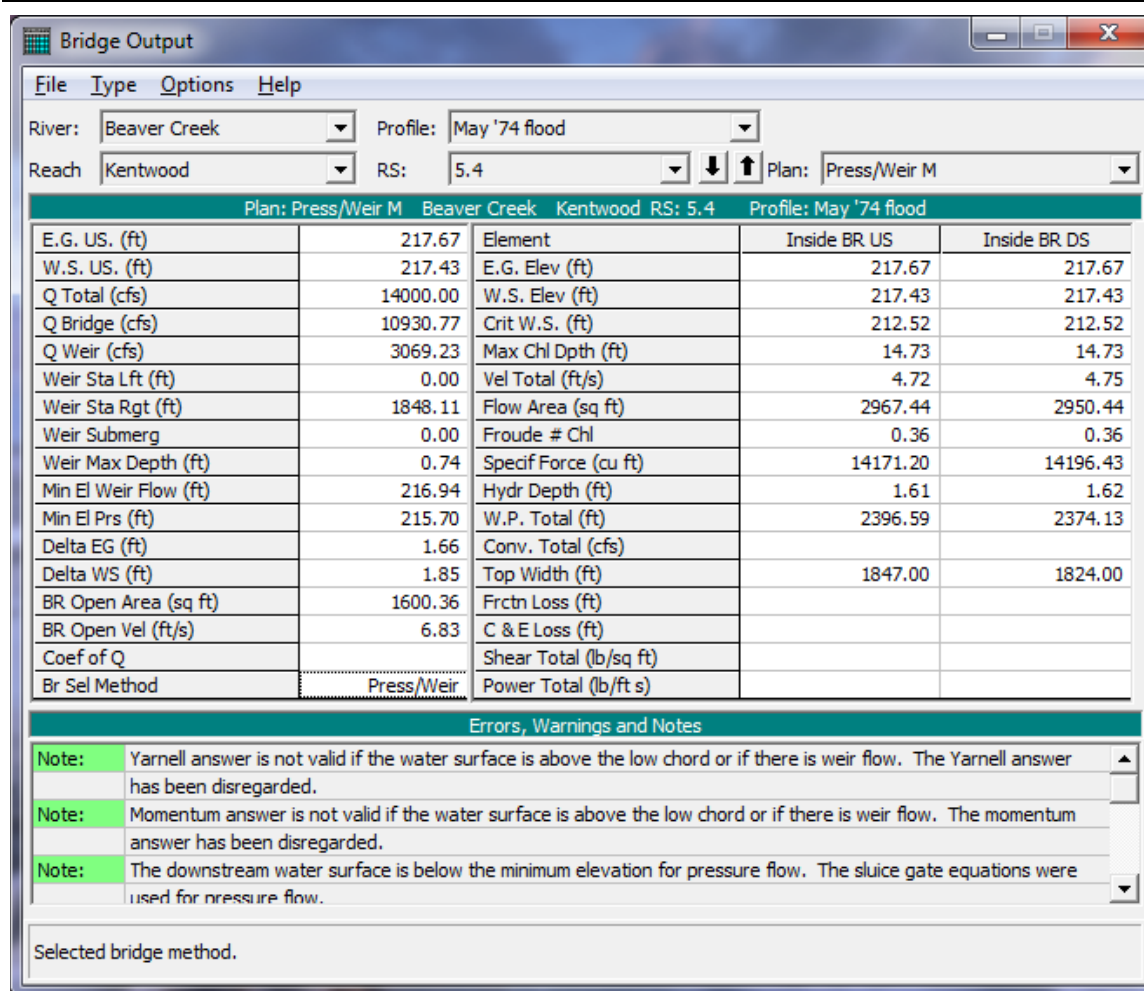 Bridge Output
File Type Options Help
River: Beaver Creek Profile: May '74 flood
Reach Kentwood RS: 5.4 Plan: Press/Weir M
Plan: Press/Weir M Beaver Creek Kentwood RS: 5.4 Profile: May '74 flood
E.G. US. (ft) 217.67 Element Inside BR US Inside BR DS
W.S. US. (ft) 217.43 E.G. Elev (ft) 217.67 217.67
Q Total (cfs) 14000.00 W.S. Elev (ft) 217.43 217.43
Q Bridge (cfs) 10930.77 Crit W.S. (ft) 212.52 212.52
Q Weir (cfs) 3069.23 Max Chl Dpth (ft) 14.73 14.73
Weir Sta Lft (ft) 0.00 Vel Total (ft/s) 4.72 4.75
Weir Sta Rgt (ft) 1848.11 Flow Area (sq ft) 2967.44 2950.44
Weir Submerg 0.00 Froude # Chl 0.36 0.36
Weir Max Depth (ft) 0.74 Specif Force (cu ft) 14171.20 14196.43
Min El Weir Flow (ft) 216.94 Hydr Depth (ft) 1.61 1.62
Min El Prs (ft) 215.70 W.P. Total (ft) 2396.59 2374.13
Delta EG (ft) 1.66 Conv. Total (cfs)
Delta WS (ft) 1.85 Top Width (ft) 1847.00 1824.00
BR Open Area (sq ft) 1600.36 Frctn Loss (ft)
BR Open Vel (ft/s) 6.83 C & E Loss (ft)
Coef of Q Shear Total (lb/sq ft)
Br Sel Method Press/Weir Power Total (lb/ft s)
Errors, Warnings and Notes
Note: Yarnell answer is not valid if the water surface is above the low chord or if there is weir flow. The Yarnell answer
has been disregarded.
Note: Momentum answer is not valid if the water surface is above the low chord or if there is weir flow. The momentum
answer has been disregarded.
Note: The downstream water surface is below the minimum elevation for pressure flow. The sluice gate equations were
used for pressure flow.
Selected bridge method.